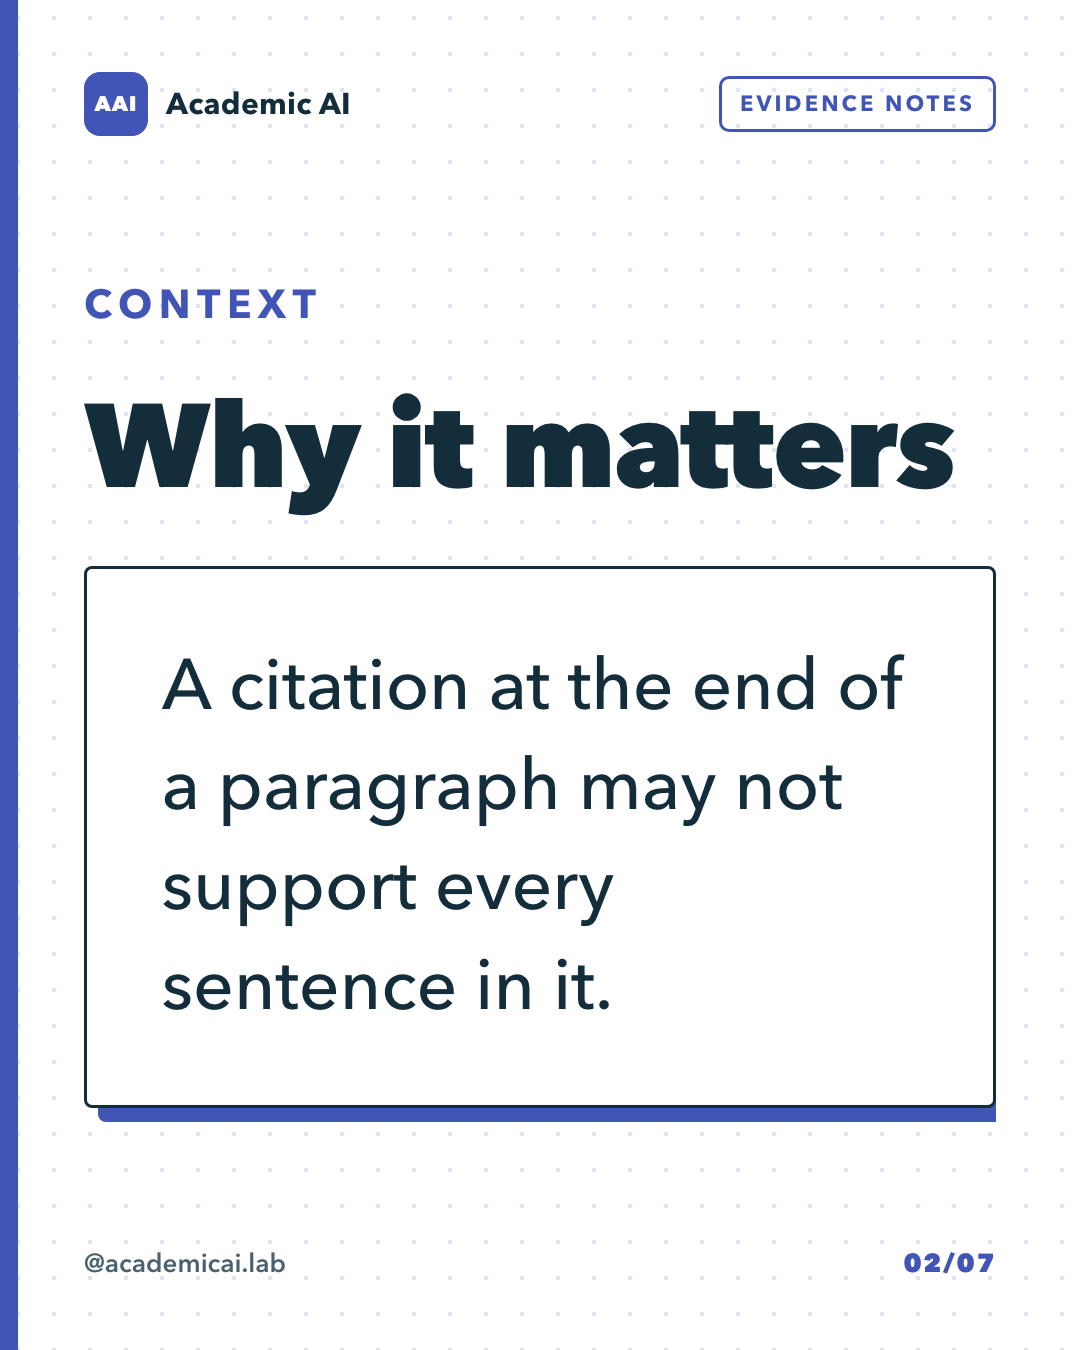 AAI
Academic AI
EVIDENCE NOTES
CONTEXT
Why it matters
A citation at the end of
a paragraph may not
support every
sentence in it.
@academicai.lab
02/07